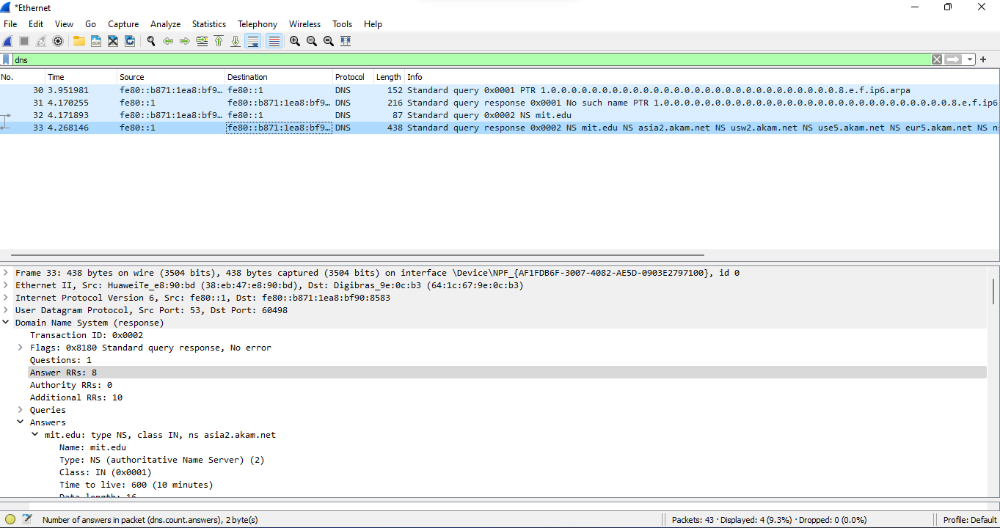 *Ethernet
File Edit View Go Capture Analyze Statistics Telephony Wireless Tools Help
dns
No. Time Source Destination Protocol Length Info
30 3.951981 fe80::b871:1ea8:bf9… fe80::1 DNS 152 Standard query 0x0001 PTR 1.0.0.0.0.0.0.0.0.0.0.0.0.0.0.0.0.0.0.0.0.0.0.0.0.0.0.0.0.8.e.f.ip6.arpa
31 4.170255 fe80::1 fe80::b871:1ea8:bf9… DNS 216 Standard query response 0x0001 No such name PTR 1.0.0.0.0.0.0.0.0.0.0.0.0.0.0.0.0.0.0.0.0.0.0.0.0.0.0.0.0.8.e.f.ip6
32 4.171893 fe80::b871:1ea8:bf9… fe80::1 DNS 87 Standard query 0x0002 NS mit.edu
33 4.268146 fe80::1 fe80::b871:1ea8:bf9… DNS 438 Standard query response 0x0002 NS mit.edu NS asia2.akam.net NS usw2.akam.net NS use5.akam.net NS eur5.akam.net NS
Frame 33: 438 bytes on wire (3504 bits), 438 bytes captured (3504 bits) on interface \Device\NPF_{AF1FDB6F-3007-4082-AE5D-0903E2797100}, id 0
Ethernet II, Src: HuaweiTe_e8:90:bd (38:eb:47:e8:90:bd), Dst: Digibras_9e:0c:b3 (64:1c:67:9e:0c:b3)
Internet Protocol Version 6, Src: fe80::1, Dst: fe80::b871:1ea8:bf90:8583
User Datagram Protocol, Src Port: 53, Dst Port: 60498
Domain Name System (response)
Transaction ID: 0x0002
Flags: 0x8180 Standard query response, No error
Questions: 1
Answer RRs: 8
Authority RRs: 0
Additional RRs: 10
Queries
Answers
mit.edu: type NS, class IN, ns asia2.akam.net
Name: mit.edu
Type: NS (authoritative Name Server) (2)
Class: IN (0x0001)
Time to live: 600 (10 minutes)
Data length: 16
Number of answers in packet (dns.count.answers), 2 byte(s)
Packets: 43 · Displayed: 4 (9.3%) · Dropped: 0 (0.0%)
Profile: Default